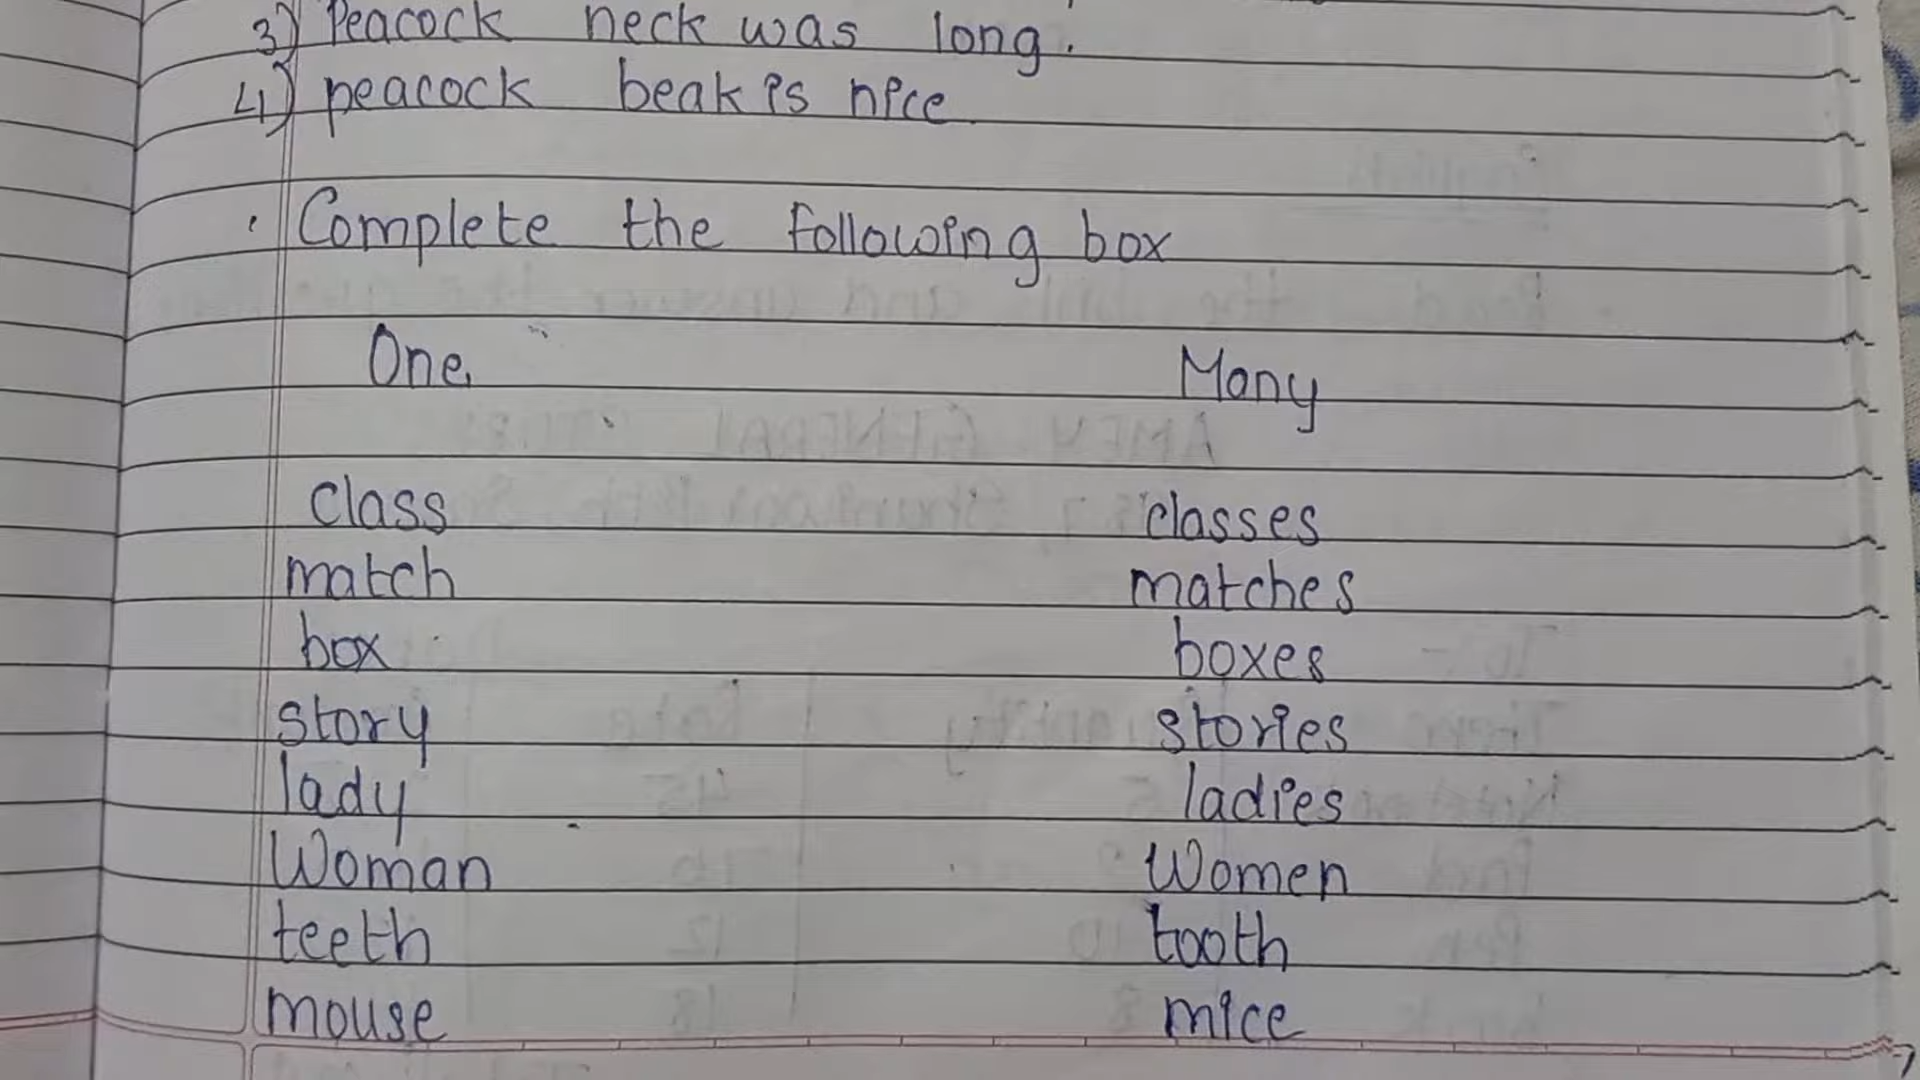 3) Peacock neck was long.
4) peacock beak is nice
. Complete the following box
One Many
class classes
match matches
box boxes
story stories
lady ladies
Woman Women
teeth tooth
mouse mice